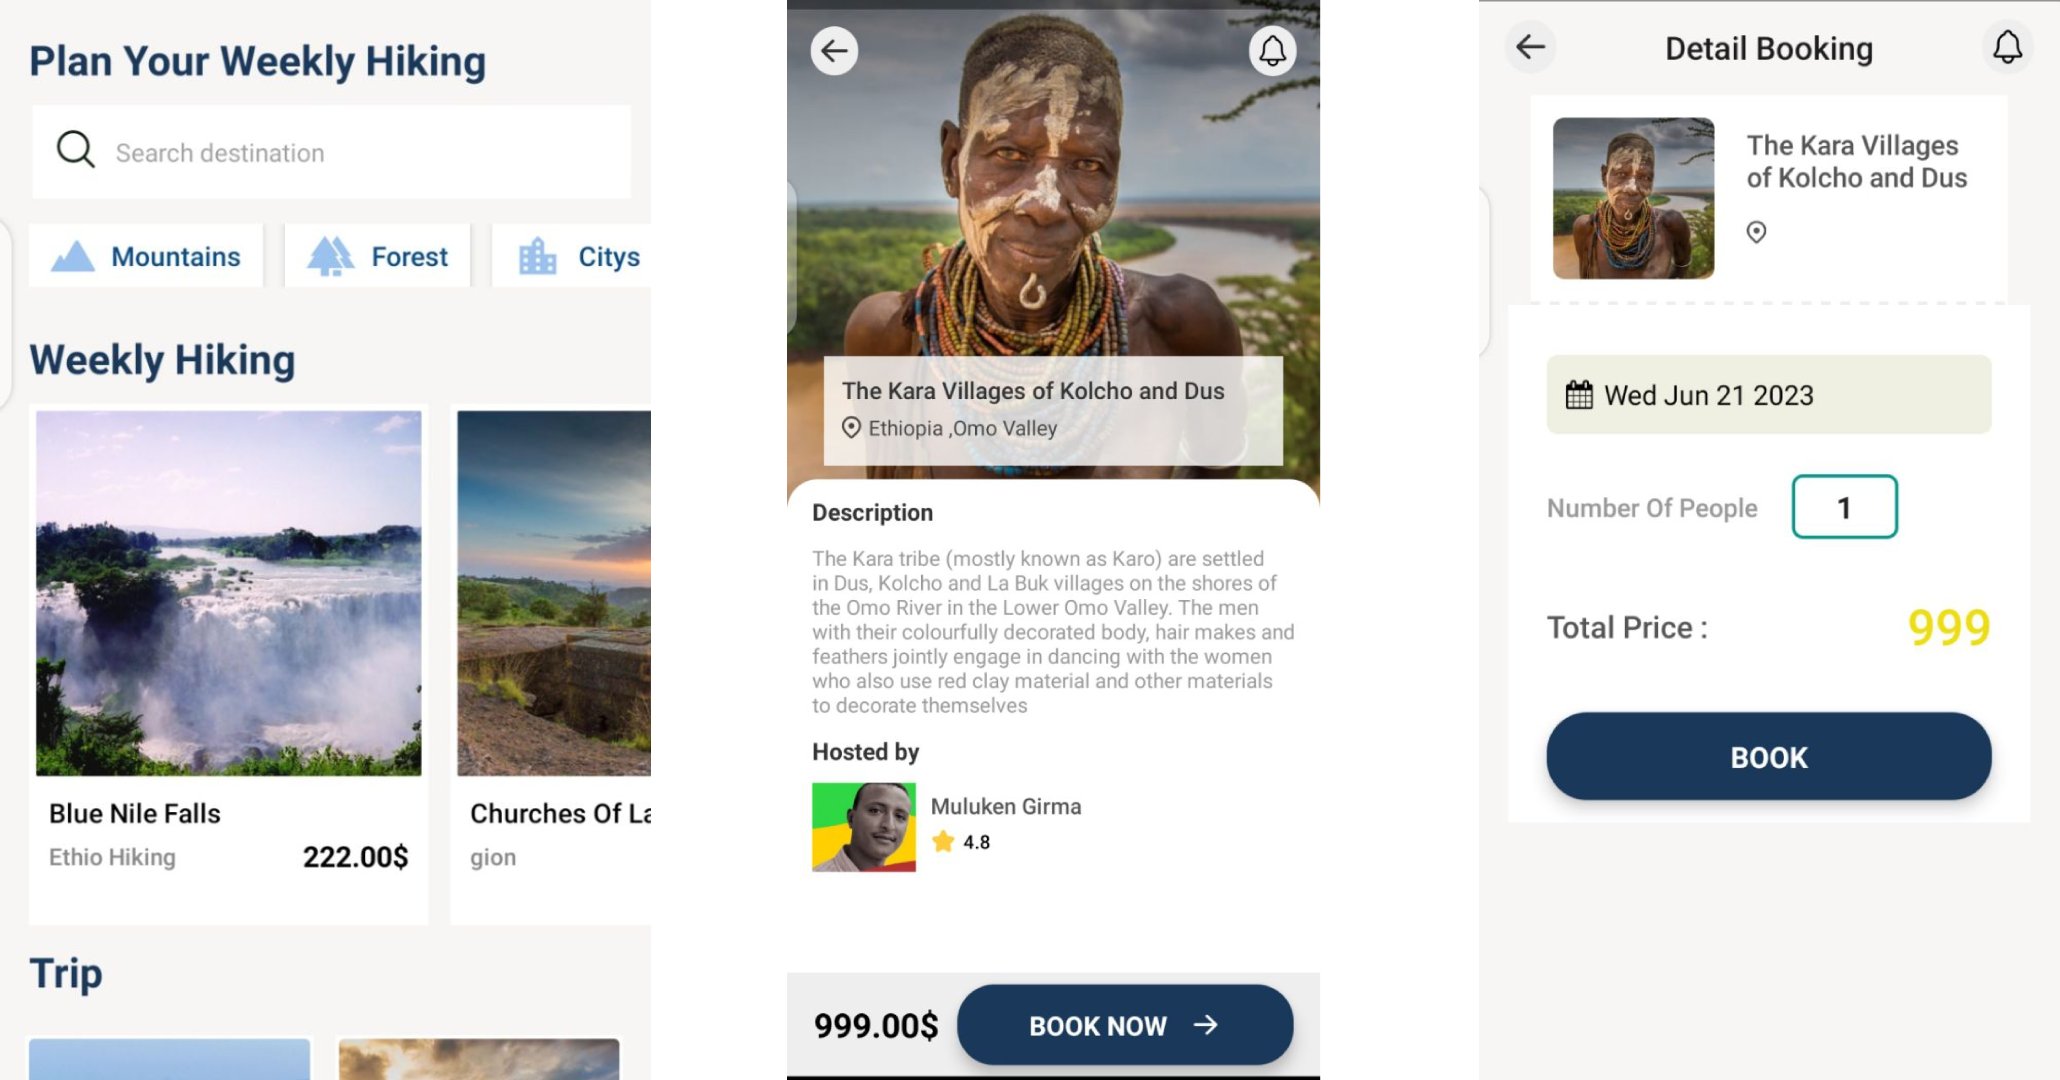 Plan Your Weekly Hiking
Search destination
Mountains
Forest
Citys
Weekly Hiking
Blue Nile Falls
Ethio Hiking
222.00$
Churches Of La
gion
Trip
The Kara Villages of Kolcho and Dus
Ethiopia ,Omo Valley
Description
The Kara tribe (mostly known as Karo) are settled
in Dus, Kolcho and La Buk villages on the shores of
the Omo River in the Lower Omo Valley. The men
with their colourfully decorated body, hair makes and
feathers jointly engage in dancing with the women
who also use red clay material and other materials
to decorate themselves
Hosted by
Muluken Girma
4.8
999.00$
BOOK NOW
Detail Booking
The Kara Villages
of Kolcho and Dus
Wed Jun 21 2023
Number Of People
1
Total Price :
999
BOOK